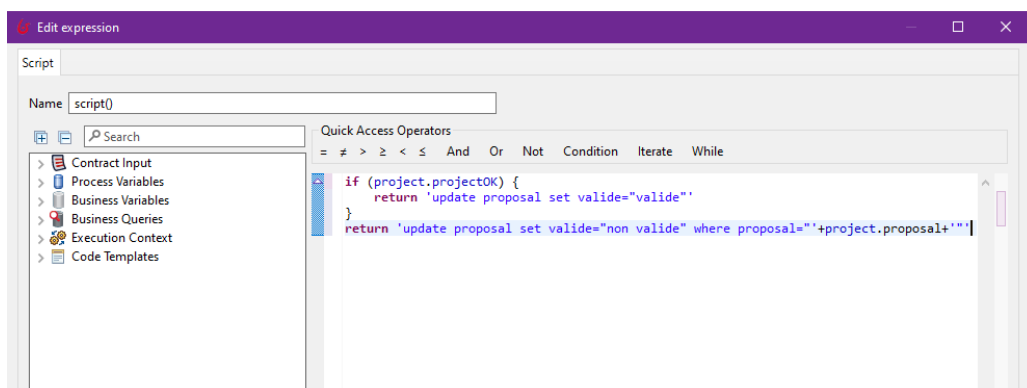 Edit expression
Script
Name script()
Search
Contract Input
Process Variables
Business Variables
Business Queries
Execution Context
Code Templates
Quick Access Operators
= ≠ > ≥ < ≤ And Or Not Condition Iterate While
if (project.projectOK) {
    return 'update proposal set valide="valide"'
}
return 'update proposal set valide="non valide" where proposal="'+project.proposal+'"'